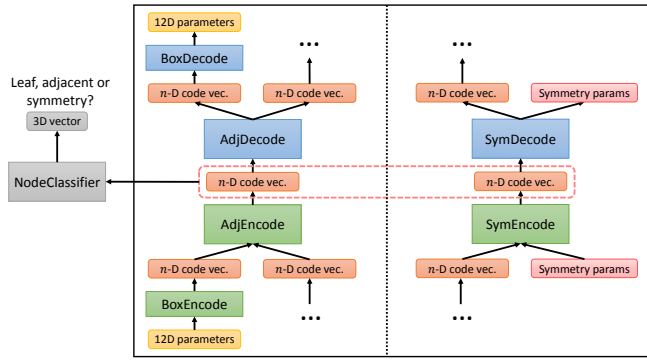 12D parameters
...
...
BoxDecode
Leaf, adjacent or
symmetry?
n-D code vec.
n-D code vec.
n-D code vec.
Symmetry params
3D vector
AdjDecode
SymDecode
NodeClassifier
n-D code vec.
n-D code vec.
AdjEncode
SymEncode
n-D code vec.
n-D code vec.
n-D code vec.
Symmetry params
BoxEncode
...
...
12D parameters